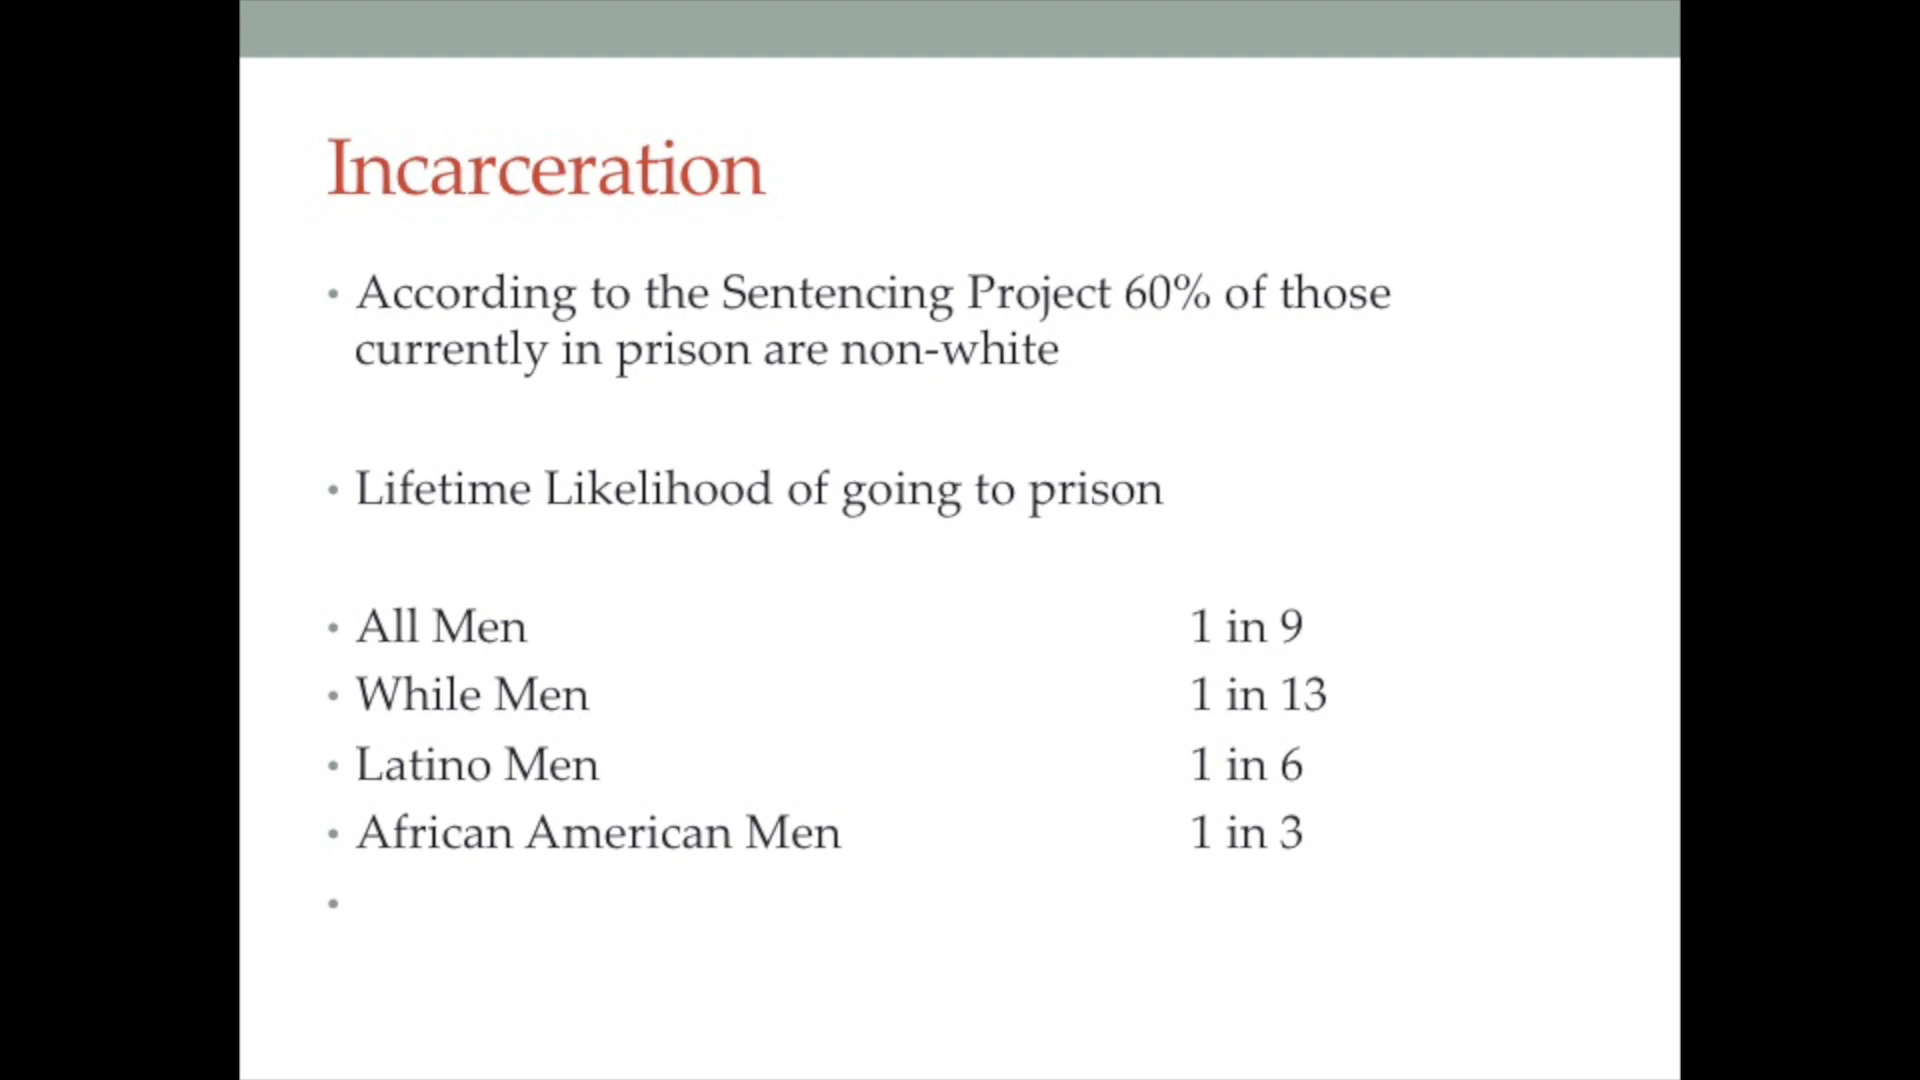 Incarceration
• According to the Sentencing Project 60% of those
currently in prison are non-white
• Lifetime Likelihood of going to prison
• All Men 1 in 9
• While Men 1 in 13
• Latino Men 1 in 6
• African American Men 1 in 3
•